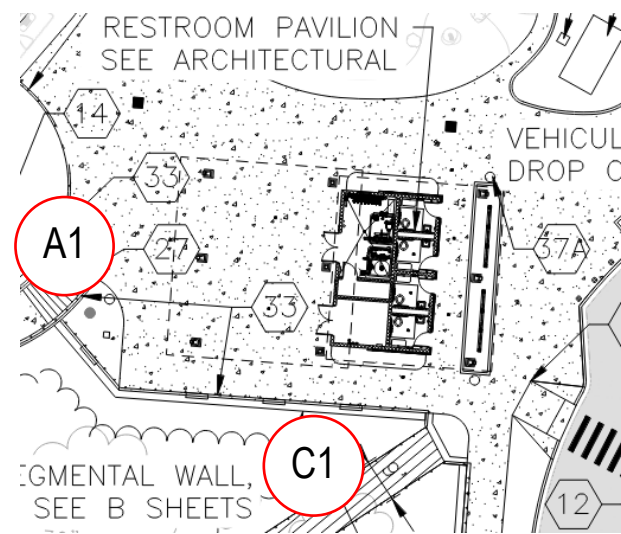 RESTROOM PAVILION
SEE ARCHITECTURAL
14
VEHICUL
DROP C
33
A1
27
37A
33
EGMENTAL WALL,
SEE B SHEETS
C1
12